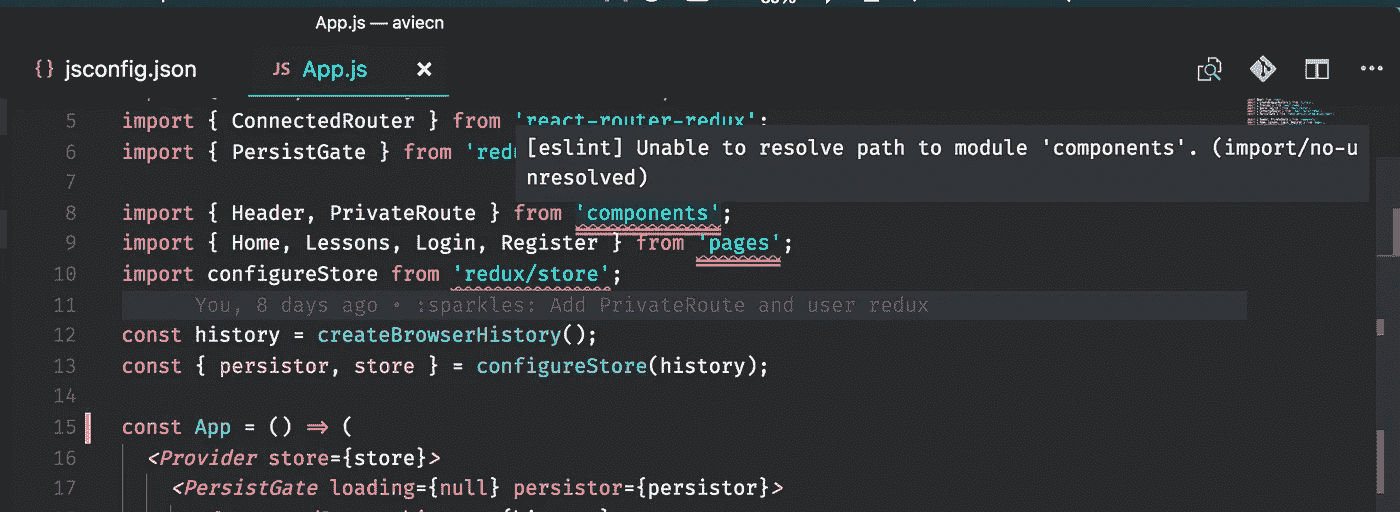 App.js — aviecn
{} jsconfig.json JS App.js ×
5 import { ConnectedRouter } from 'react-router-redux';
6 import { PersistGate } from 'red
[eslint] Unable to resolve path to module 'components'. (import/no-u
nresolved)
7
8 import { Header, PrivateRoute } from 'components';
9 import { Home, Lessons, Login, Register } from 'pages';
10 import configureStore from 'redux/store';
11 You, 8 days ago • :sparkles: Add PrivateRoute and user redux
12 const history = createBrowserHistory();
13 const { persistor, store } = configureStore(history);
14
15 const App = () => (
16 <Provider store={store}>
17 <PersistGate loading={null} persistor={persistor}>